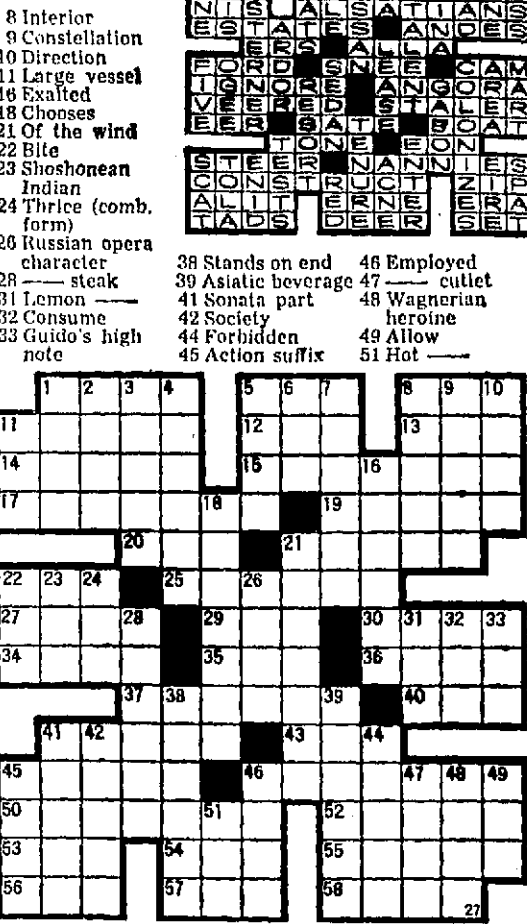 8 Interior
9 Constellation
10 Direction
11 Large vessel
16 Exalted
18 Chooses
21 Of the wind
22 Bite
23 Shoshonean
Indian
24 Thrice (comb.
form)
26 Russian opera
character
28 —— steak
31 Lemon ——
32 Consume
33 Guido's high
note
NIS ALSATIANS
ESTATES ANDES
ERS ALLA
FORD SNEE CAM
IGNORE ANGORA
VEERED STALER
EER SATE BOAT
TONE EON
STEER NANNIES
CONSTRUCT ZIP
ALIT ERNE ERA
TADS DEER SET
38 Stands on end
39 Asiatic beverage
41 Sonata part
42 Society
44 Forbidden
45 Action suffix
46 Employed
47 —— cutlet
48 Wagnerian
heroine
49 Allow
51 Hot ——
1 2 3 4 5 6 7 8 9 10
11 12 13
14 15 16
17 18 19
20 21
22 23 24 25 26
27 28 29 30 31 32 33
34 35 36
37 38 39 40
41 42 43 44
45 46 47 48 49
50 51 52
53 54 55
56 57 58
27